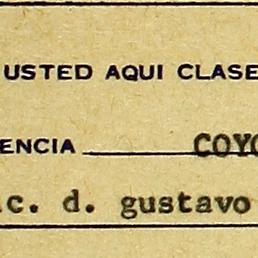 USTED AQUI CLASE
ENCIA COYO
c. d. gustavo